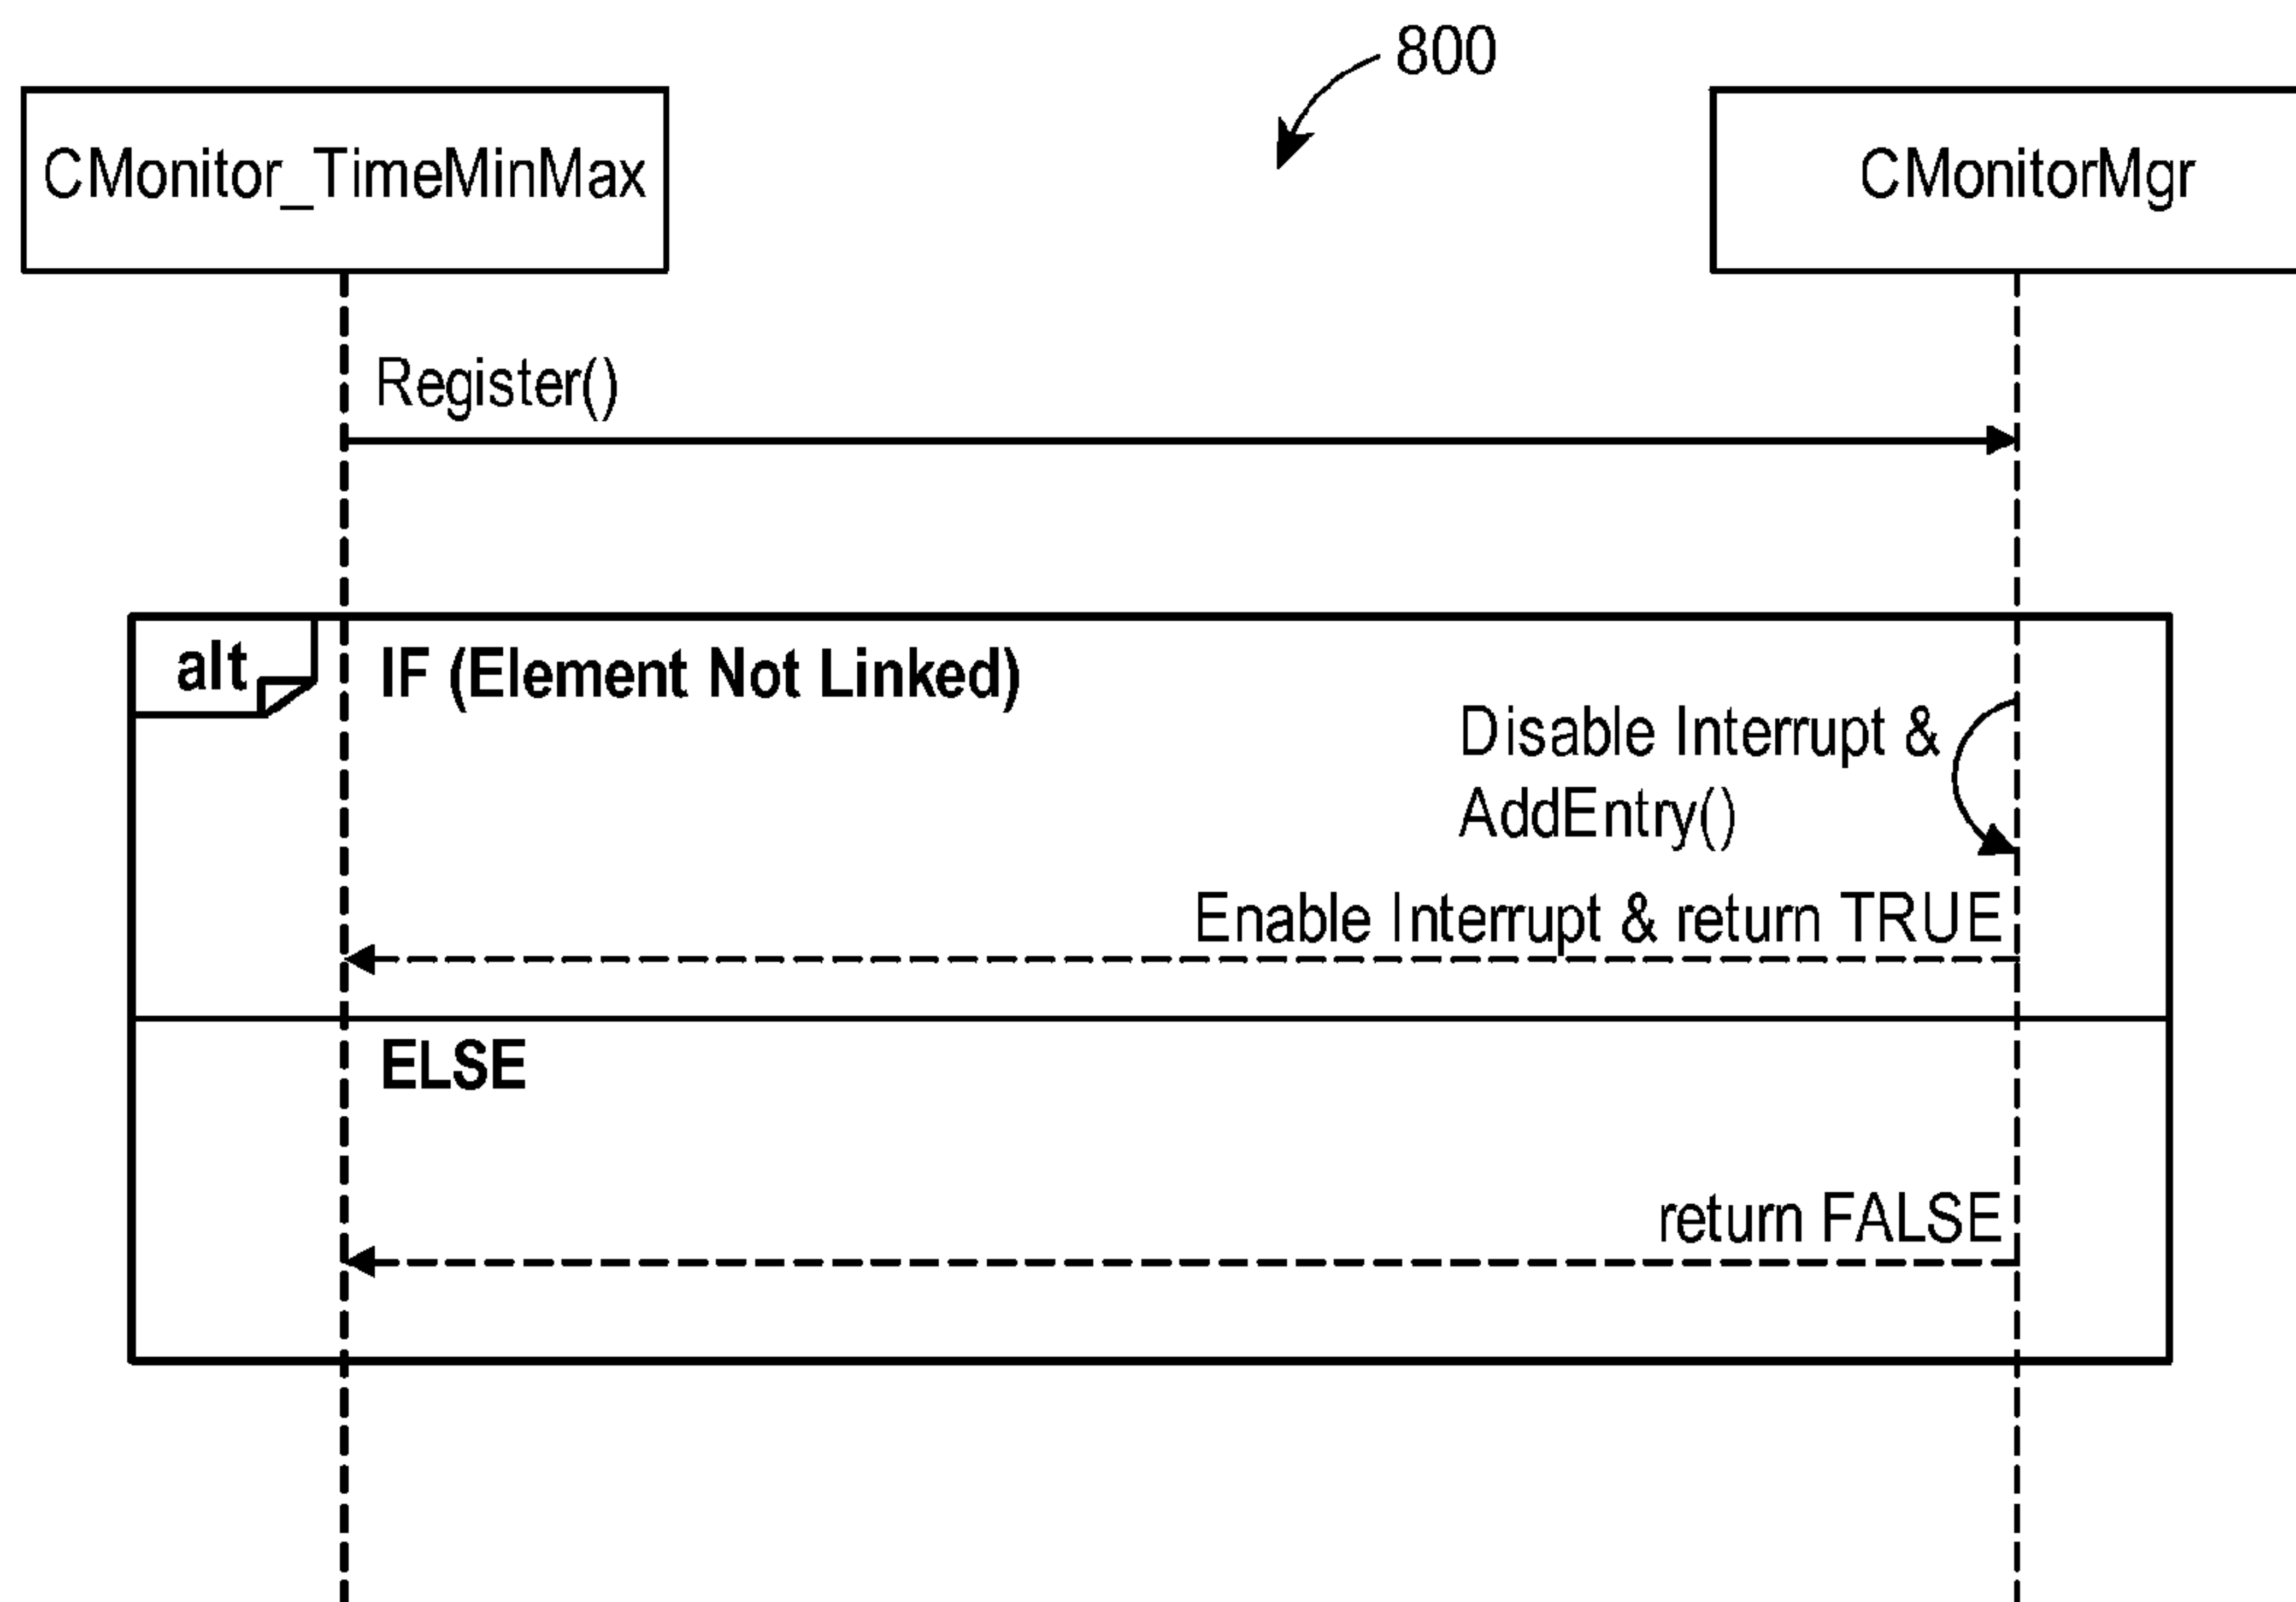 800
CMonitor_TimeMinMax
CMonitorMgr
Register()
alt
IF (Element Not Linked)
Disable Interrupt &
AddEntry()
Enable Interrupt & return TRUE
ELSE
return FALSE